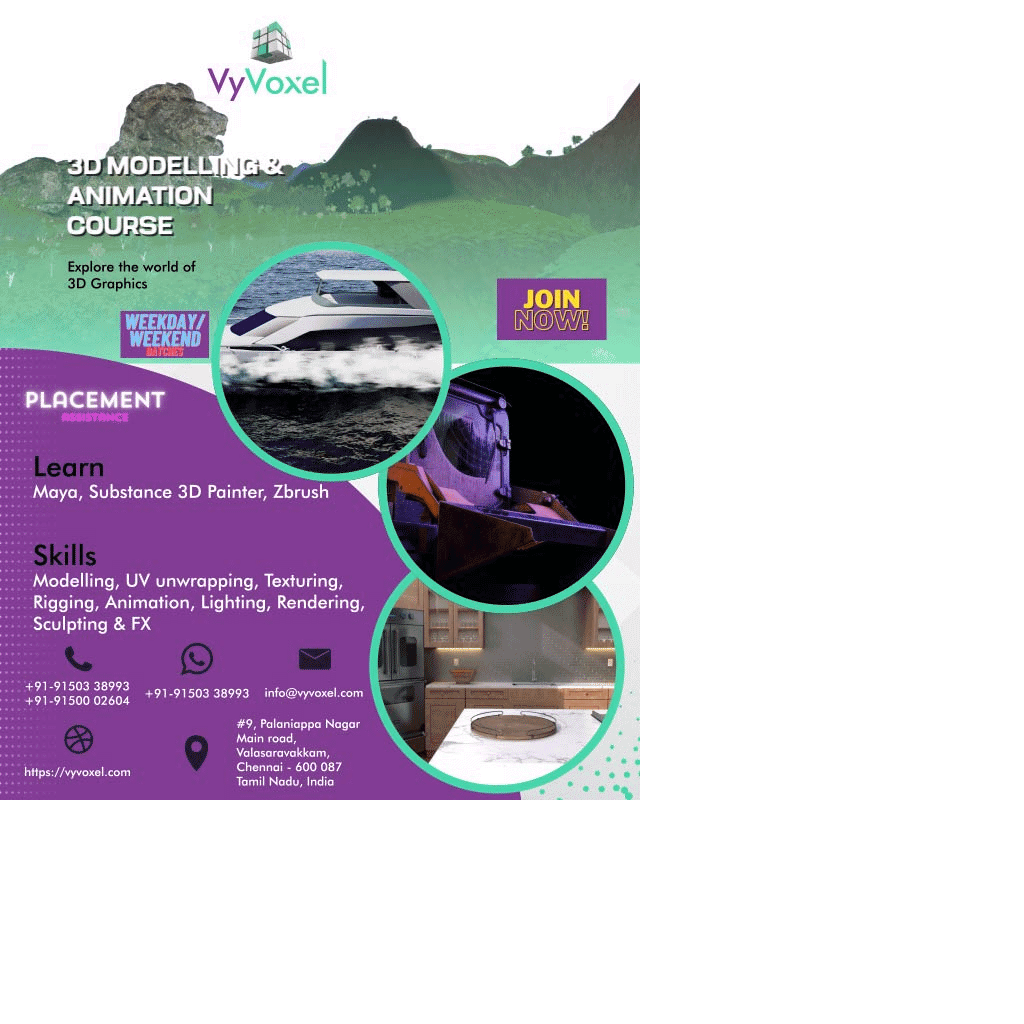 VyVoxel
3D MODELLING &
ANIMATION
COURSE
Explore the world of
3D Graphics
JOIN
NOW!
WEEKDAY/
WEEKEND
BATCHES
PLACEMENT
ASSISTANCE
Learn
Maya, Substance 3D Painter, Zbrush
Skills
Modelling, UV unwrapping, Texturing,
Rigging, Animation, Lighting, Rendering,
Sculpting & FX
+91-91503 38993
+91-91500 02604
+91-91503 38993
info@vyvoxel.com
https://vyvoxel.com
#9, Palaniappa Nagar
Main road,
Valasaravakkam,
Chennai - 600 087
Tamil Nadu, India